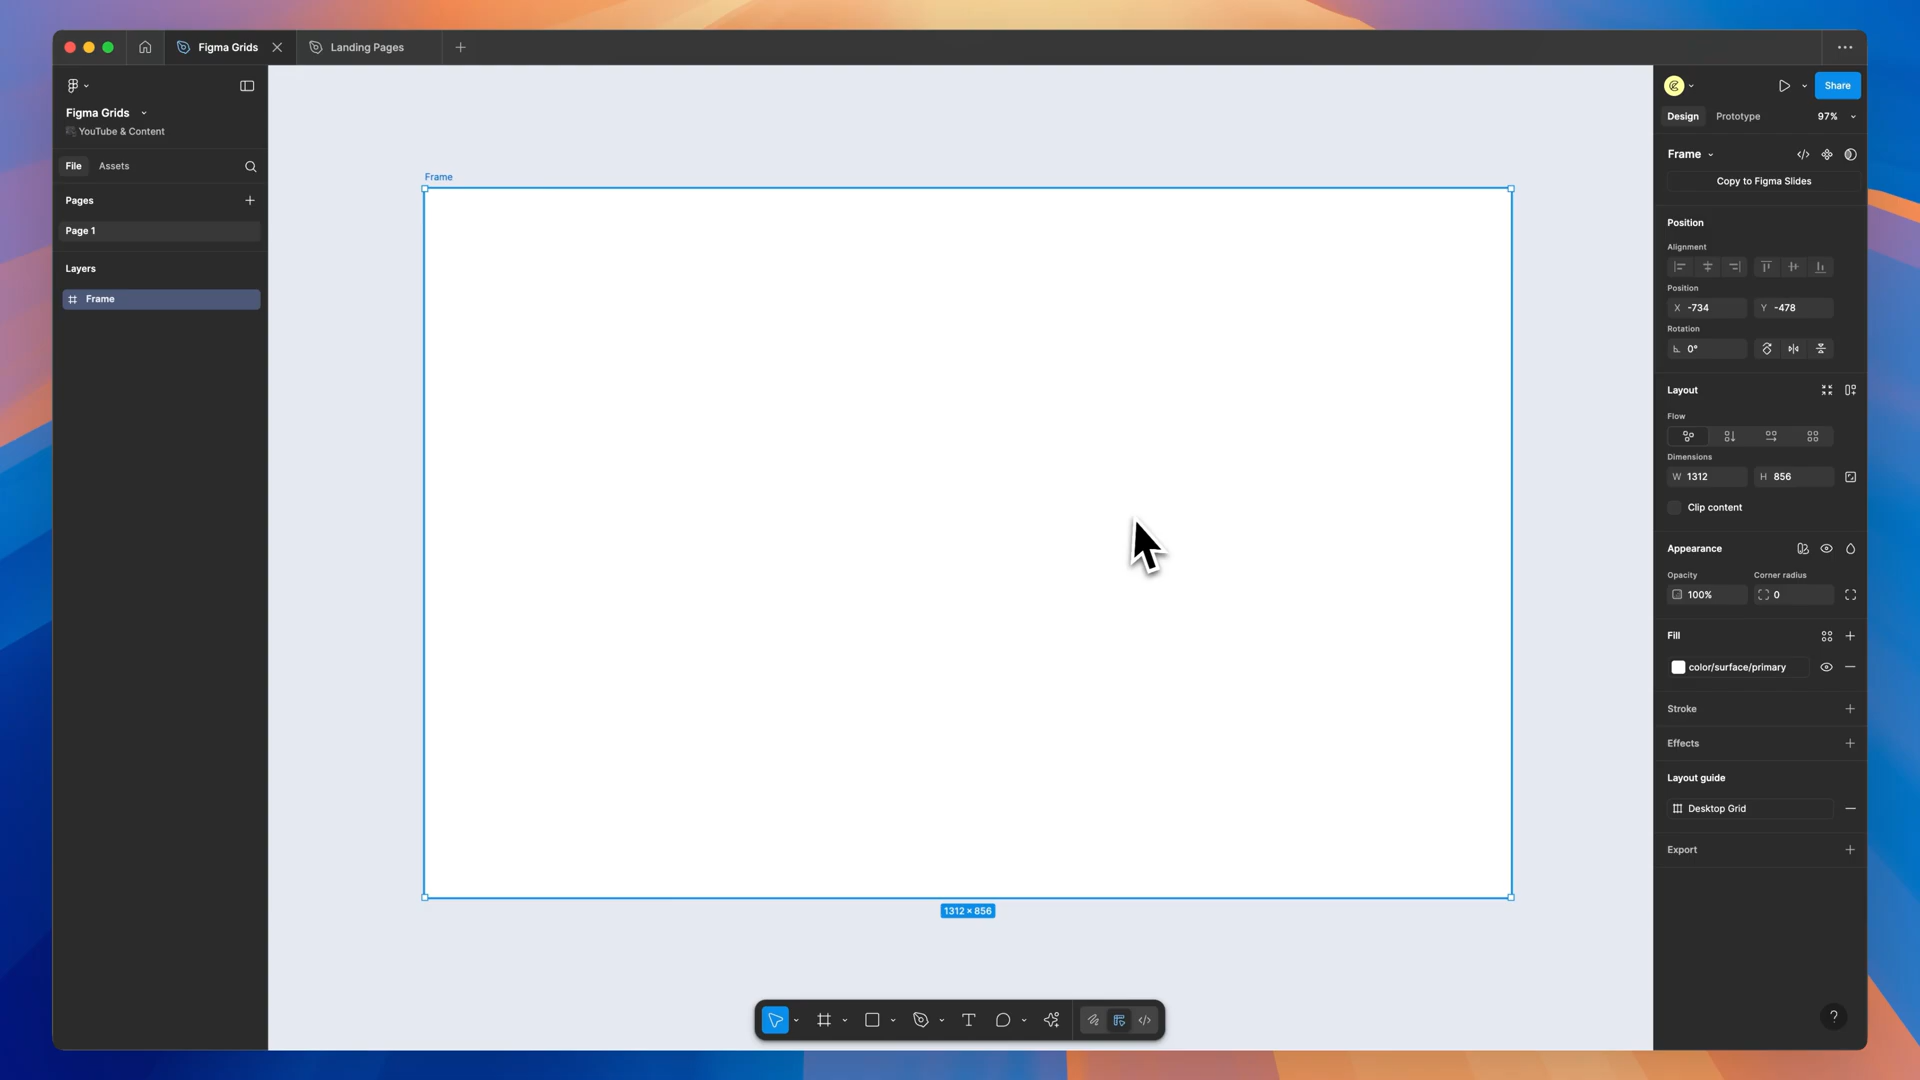 Figma Grids
Landing Pages
Figma Grids
YouTube & Content
File
Assets
Pages
Page 1
Layers
Frame
Frame
1312 × 856
Share
Design
Prototype
97%
Frame
Copy to Figma Slides
Position
Alignment
Position
X -734
Y -478
Rotation
0°
Layout
Flow
Dimensions
W 1312
H 856
Clip content
Appearance
Opacity
Corner radius
100%
0
Fill
color/surface/primary
Stroke
Effects
Layout guide
Desktop Grid
Export
?